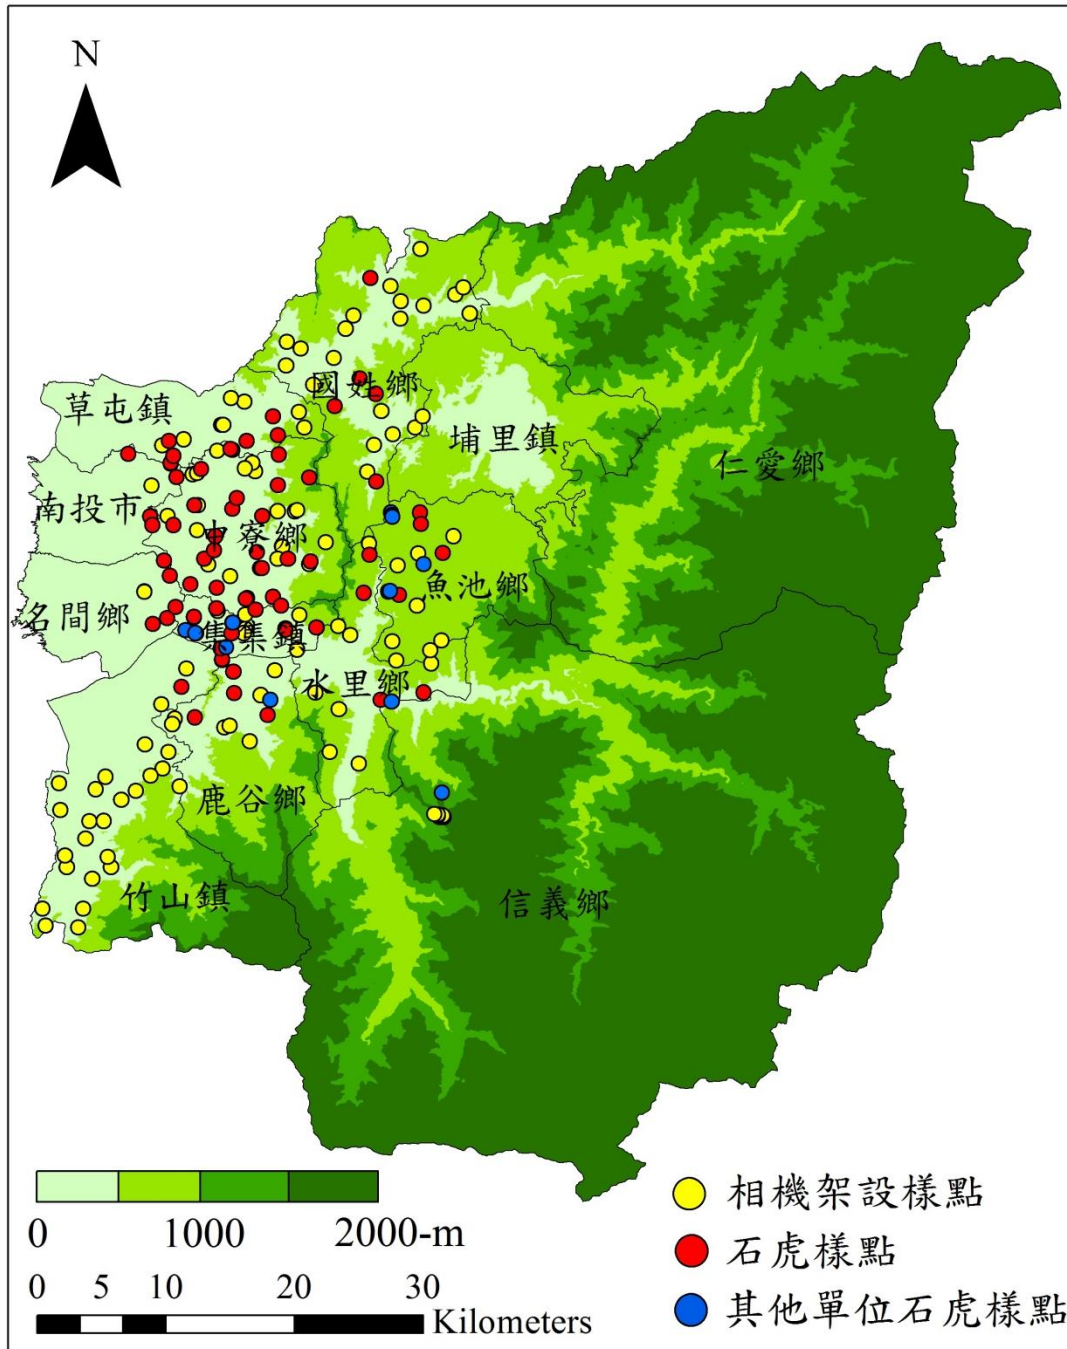 N
國姓鄉
草屯鎮
埔里鎮
仁愛鄉
南投市
中寮鄉
魚池鄉
名間鄉
集集鎮
水里鄉
鹿谷鄉
竹山鎮
信義鄉
0 1000 2000-m
0 5 10 20 30
Kilometers
相機架設樣點
石虎樣點
其他單位石虎樣點